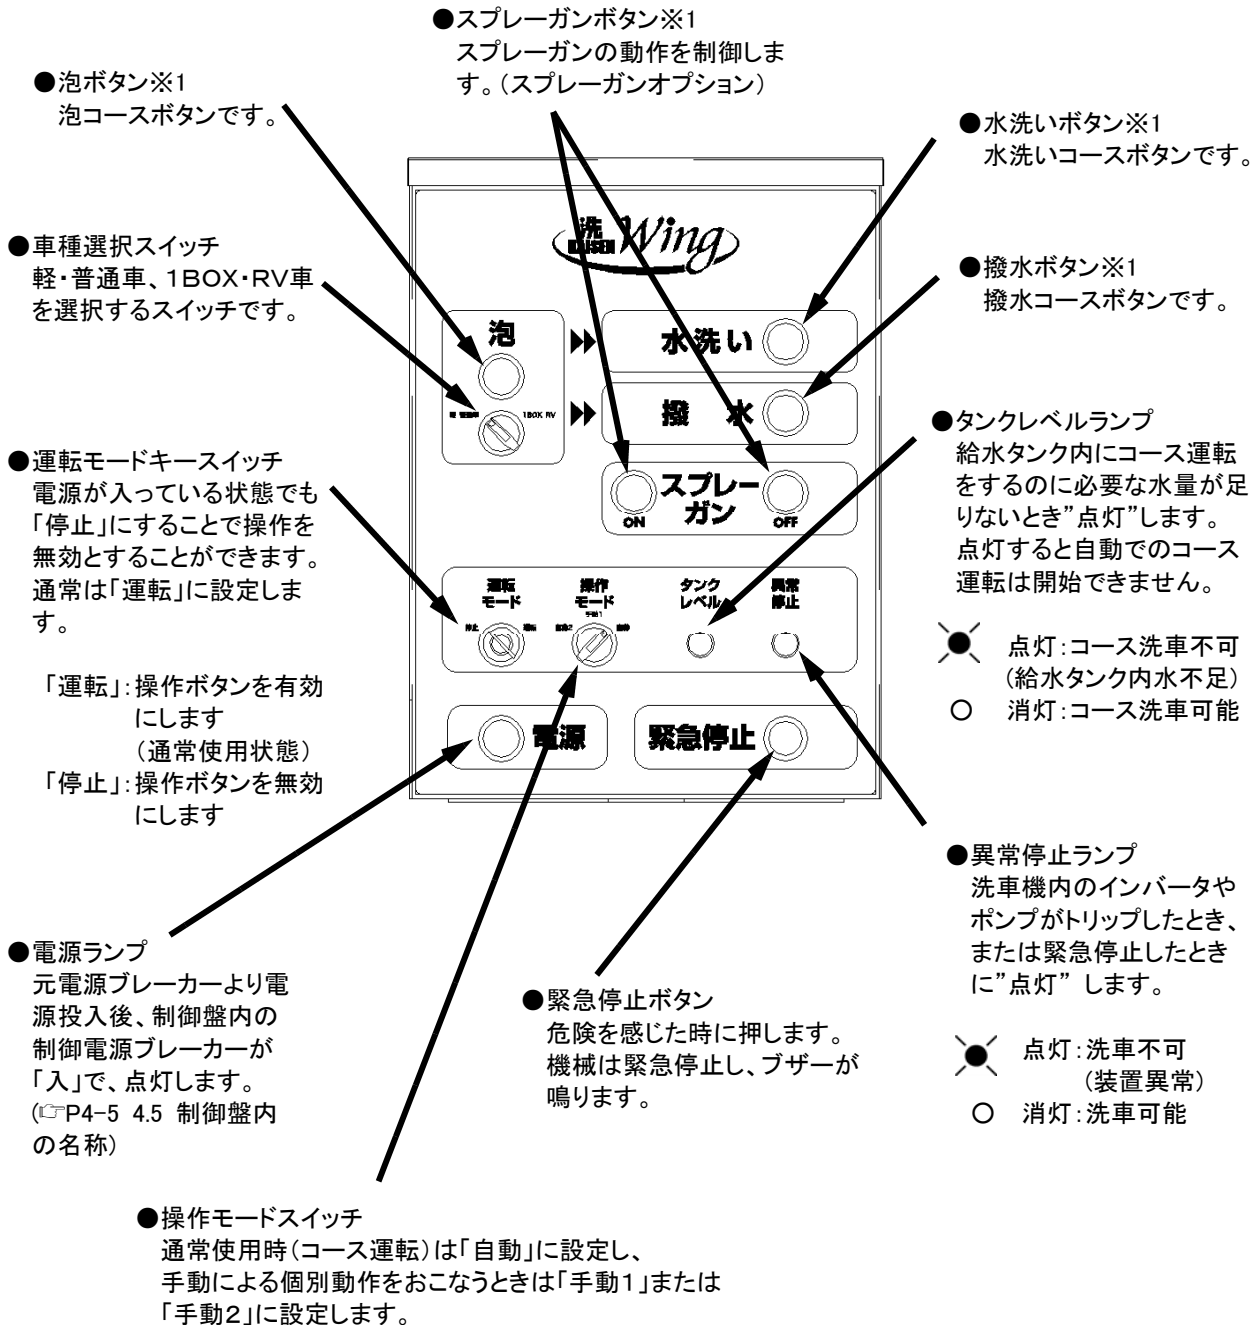 ●スプレーガンボタン※1
スプレーガンの動作を制御しま
す。(スプレーガンオプション)
●泡ボタン※1
泡コースボタンです。
●水洗いボタン※1
水洗いコースボタンです。
●車種選択スイッチ
軽・普通車、1BOX・RV車
を選択するスイッチです。
●撥水ボタン※1
撥水コースボタンです。
●運転モードキースイッチ
電源が入っている状態でも
「停止」にすることで操作を
無効とすることができます。
通常は「運転」に設定しま
す。
「運転」:操作ボタンを有効
にします
(通常使用状態)
「停止」:操作ボタンを無効
にします
●タンクレベルランプ
給水タンク内にコース運転
をするのに必要な水量が足
りないとき”点灯”します。
点灯すると自動でのコース
運転は開始できません。
点灯:コース洗車不可
(給水タンク内水不足)
○ 消灯:コース洗車可能
洗
KAISEN Wing
泡
水洗い
撥 水
軽 普通車 1BOX RV
スプレー
ガン
ON
OFF
運転
モード
操作
モード
タンク
レベル
異常
停止
停止 運転
手動1
手動2 自動
電源
緊急停止
●異常停止ランプ
洗車機内のインバータや
ポンプがトリップしたとき、
または緊急停止したとき
に”点灯” します。
点灯:洗車不可
(装置異常)
○ 消灯:洗車可能
●電源ランプ
元電源ブレーカーより電
源投入後、制御盤内の
制御電源ブレーカーが
「入」で、点灯します。
(☞P4-5 4.5 制御盤内
の名称)
●緊急停止ボタン
危険を感じた時に押します。
機械は緊急停止し、ブザーが
鳴ります。
●操作モードスイッチ
通常使用時(コース運転)は「自動」に設定し、
手動による個別動作をおこなうときは「手動1」または
「手動2」に設定します。